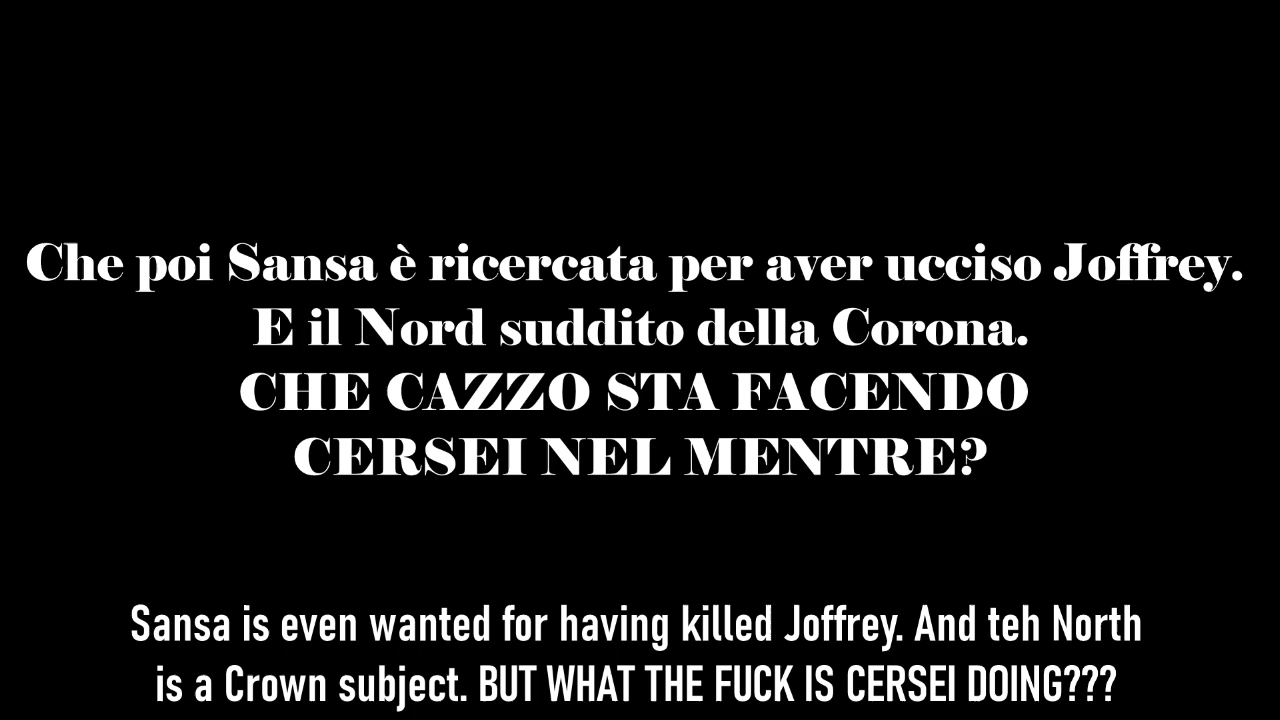 Che poi Sansa è ricercata per aver ucciso Joffrey.
E il Nord suddito della Corona.
CHE CAZZO STA FACENDO
CERSEI NEL MENTRE?
Sansa is even wanted for having killed Joffrey. And teh North
is a Crown subject. BUT WHAT THE FUCK IS CERSEI DOING???